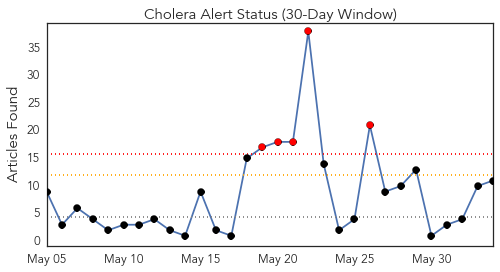 Cholera Alert Status (30-Day Window)
Articles Found
35
30
25
20
15
10
5
0
May 05
May 10
May 15
May 20
May 25
May 30